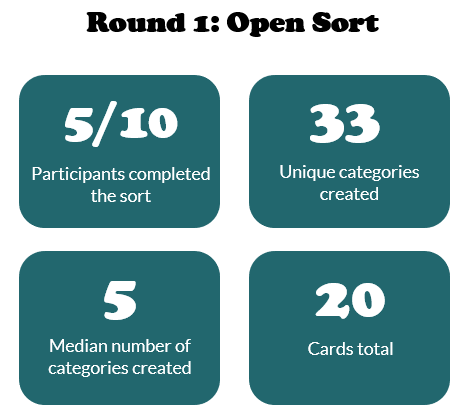 Round 1: Open Sort
5/10
Participants completed
the sort
33
Unique categories
created
5
Median number of
categories created
20
Cards total